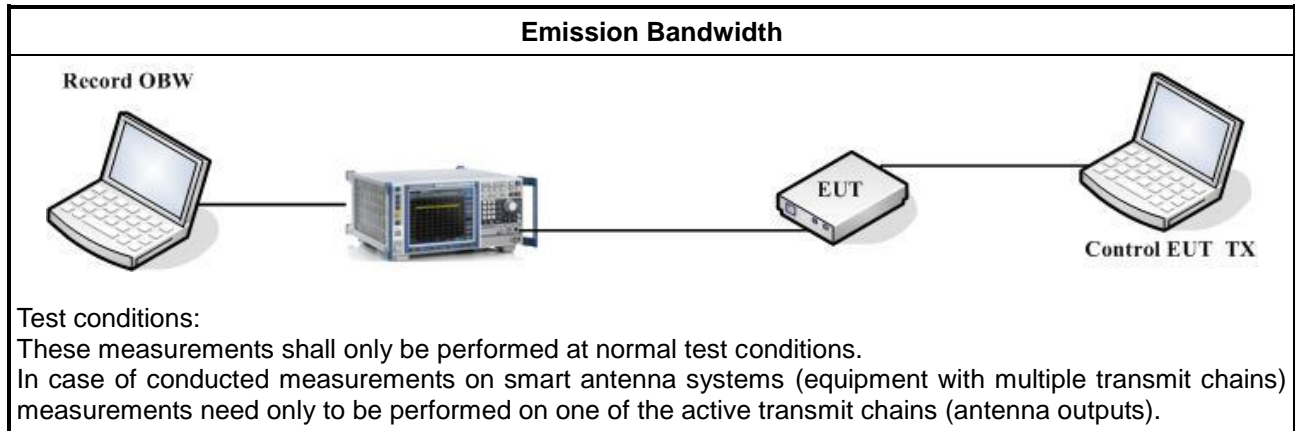 Emission Bandwidth
Record OBW
EUT
Control EUT TX
Test conditions:
These measurements shall only be performed at normal test conditions.
In case of conducted measurements on smart antenna systems (equipment with multiple transmit chains)
measurements need only to be performed on one of the active transmit chains (antenna outputs).